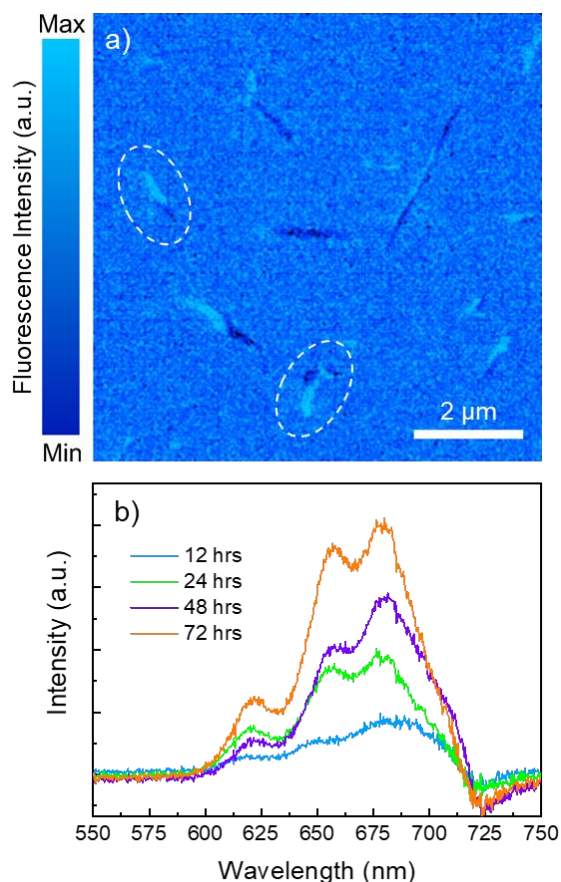 Max
Fluorescence Intensity (a.u.)
Min
a)
2 μm
b)
12 hrs
24 hrs
48 hrs
72 hrs
Intensity (a.u.)
550 575 600 625 650 675 700 725 750
Wavelength (nm)